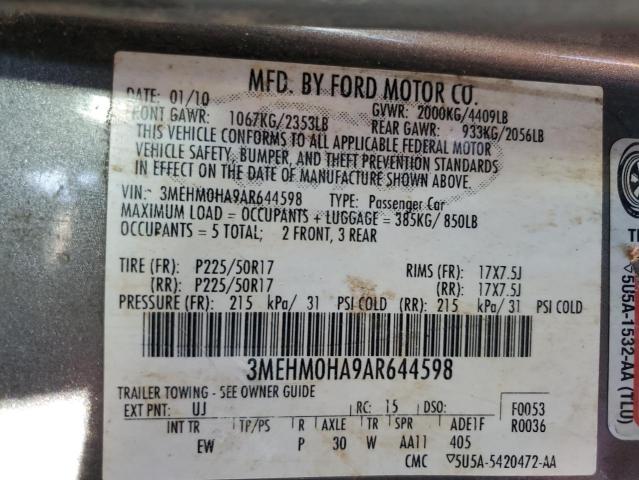 MFD. BY FORD MOTOR CO.
DATE: 01/10 GVWR: 2000KG/4409LB
FRONT GAWR: 1067KG/2353LB REAR GAWR: 933KG/2056LB
THIS VEHICLE CONFORMS TO ALL APPLICABLE FEDERAL MOTOR
VEHICLE SAFETY, BUMPER, AND THEFT PREVENTION STANDARDS
IN EFFECT ON THE DATE OF MANUFACTURE SHOWN ABOVE.
VIN: 3MEHM0HA9AR644598 TYPE: Passenger Car
MAXIMUM LOAD = OCCUPANTS + LUGGAGE = 385KG/ 850LB
OCCUPANTS = 5 TOTAL; 2 FRONT, 3 REAR
TIRE (FR): P225/50R17 RIMS (FR): 17X7.5J
(RR): P225/50R17 (RR): 17X7.5J
PRESSURE (FR): 215 kPa/ 31 PSI COLD (RR): 215 kPa/ 31 PSI COLD
3MEHM0HA9AR644598
TRAILER TOWING - SEE OWNER GUIDE
EXT PNT: UJ RC: 15 DSO: F0053
INT TR TP/PS R AXLE TR SPR ADE1F R0036
EW P 30 W AA11 405
CMC ▽5U5A-5420472-AA
▽5U5A-1532-AA (TLU)